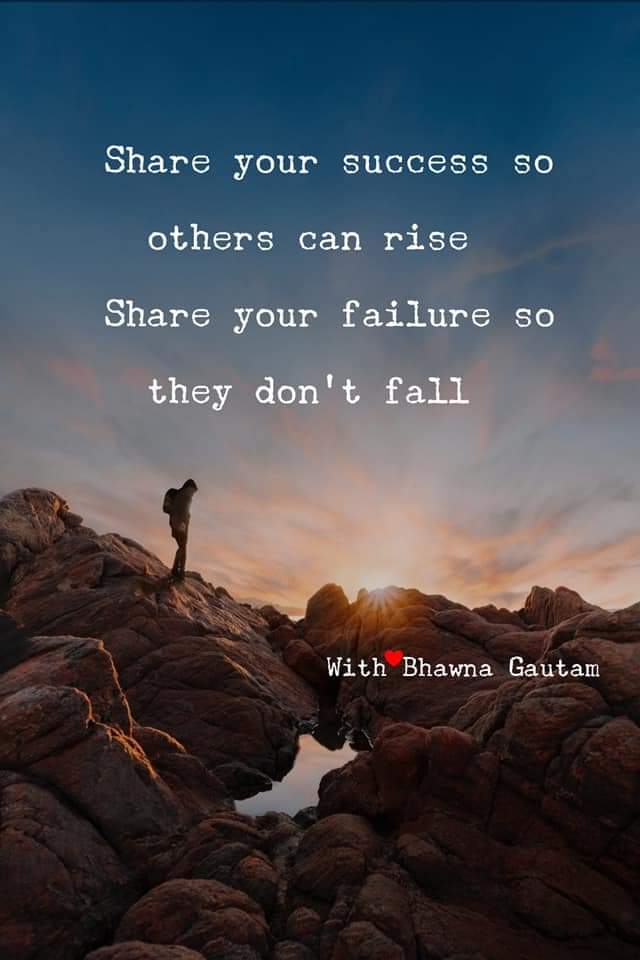 Share your success so
others can rise
Share your failure so
they don't fall
With❤Bhawna Gautam